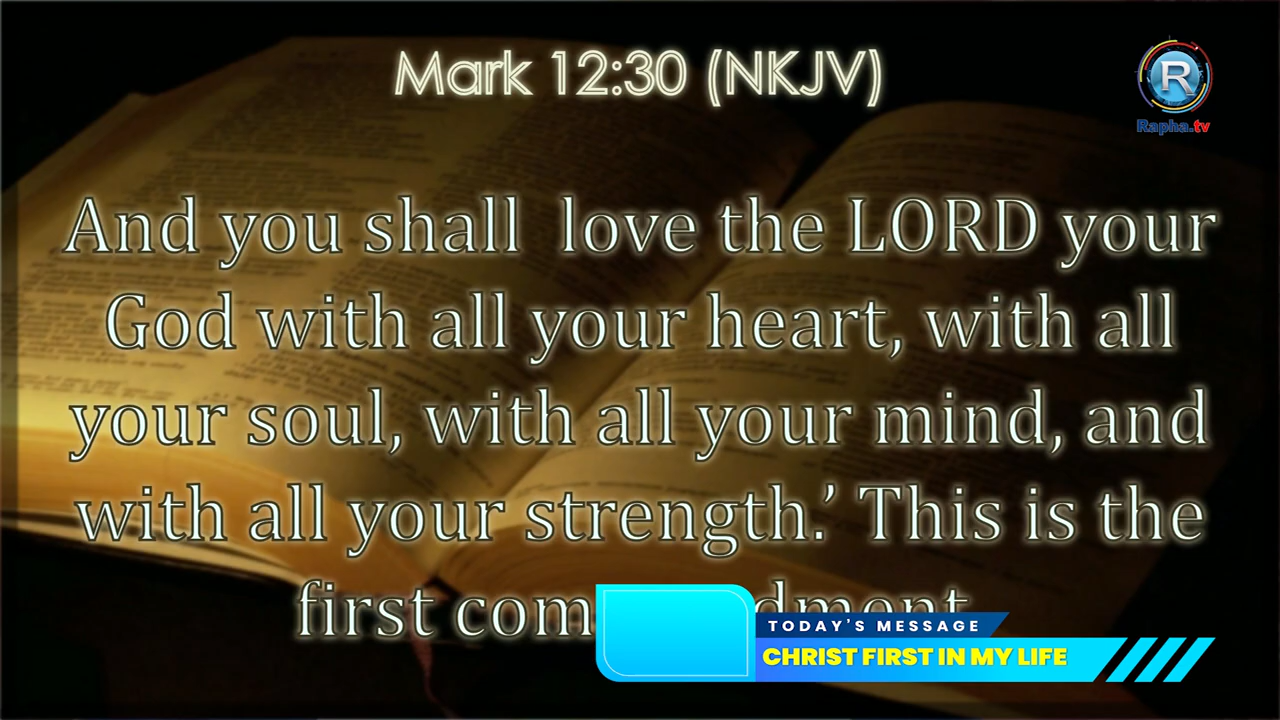 Mark 12:30 (NKJV)
R
Rapha.tv
And you shall  love the LORD your
God with all your heart, with all
your soul, with all your mind, and
with all your strength.’ This is the
first
TODAY'S MESSAGE
CHRIST FIRST IN MY LIFE